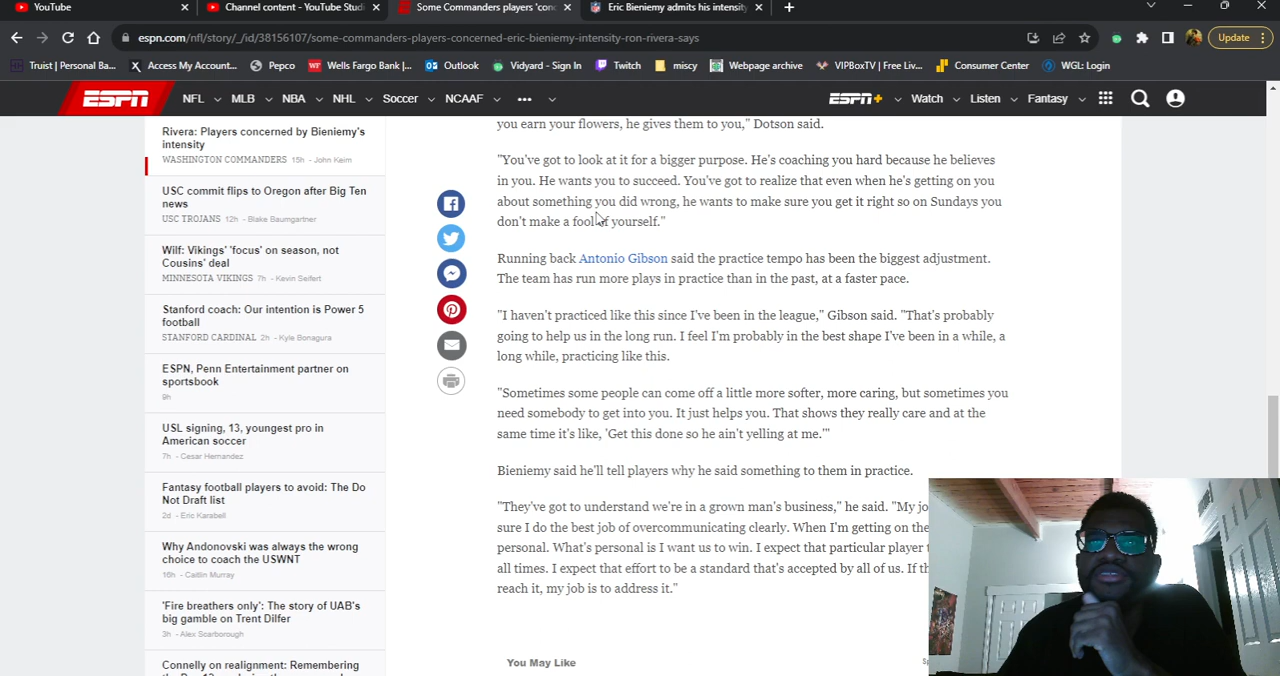 YouTube
Channel content - YouTube Studi
Some Commanders players 'conc
Eric Bieniemy admits his intensity
espn.com/nfl/story/_/id/38156107/some-commanders-players-concerned-eric-bieniemy-intensity-ron-rivera-says
Update
Truist | Personal Ba...
Access My Account...
Pepco
Wells Fargo Bank |...
Outlook
Vidyard - Sign In
Twitch
miscy
Webpage archive
VIPBoxTV | Free Liv...
Consumer Center
WGL: Login
ESPN
NFL
MLB
NBA
NHL
Soccer
NCAAF
ESPN+
Watch
Listen
Fantasy
Rivera: Players concerned by Bieniemy's
intensity
WASHINGTON COMMANDERS 15h - John Keim
USC commit flips to Oregon after Big Ten
news
USC TROJANS 12h - Blake Baumgartner
Wilf: Vikings' 'focus' on season, not
Cousins' deal
MINNESOTA VIKINGS 7h - Kevin Seifert
Stanford coach: Our intention is Power 5
football
STANFORD CARDINAL 2h - Kyle Bonagura
ESPN, Penn Entertainment partner on
sportsbook
9h
USL signing, 13, youngest pro in
American soccer
7h - Cesar Hernandez
Fantasy football players to avoid: The Do
Not Draft list
2d - Eric Karabell
Why Andonovski was always the wrong
choice to coach the USWNT
16h - Caitlin Murray
'Fire breathers only': The story of UAB's
big gamble on Trent Dilfer
3h - Alex Scarborough
Connelly on realignment: Remembering
you earn your flowers, he gives them to you," Dotson said.
"You've got to look at it for a bigger purpose. He's coaching you hard because he believes
in you. He wants you to succeed. You've got to realize that even when he's getting on you
about something you did wrong, he wants to make sure you get it right so on Sundays you
don't make a fool of yourself."
Running back Antonio Gibson said the practice tempo has been the biggest adjustment.
The team has run more plays in practice than in the past, at a faster pace.
"I haven't practiced like this since I've been in the league," Gibson said. "That's probably
going to help us in the long run. I feel I'm probably in the best shape I've been in a while, a
long while, practicing like this.
"Sometimes some people can come off a little more softer, more caring, but sometimes you
need somebody to get into you. It just helps you. That shows they really care and at the
same time it's like, 'Get this done so he ain't yelling at me.'"
Bieniemy said he'll tell players why he said something to them in practice.
"They've got to understand we're in a grown man's business," he said. "My jo
sure I do the best job of overcommunicating clearly. When I'm getting on the
personal. What's personal is I want us to win. I expect that particular player t
all times. I expect that effort to be a standard that's accepted by all of us. If th
reach it, my job is to address it."
You May Like